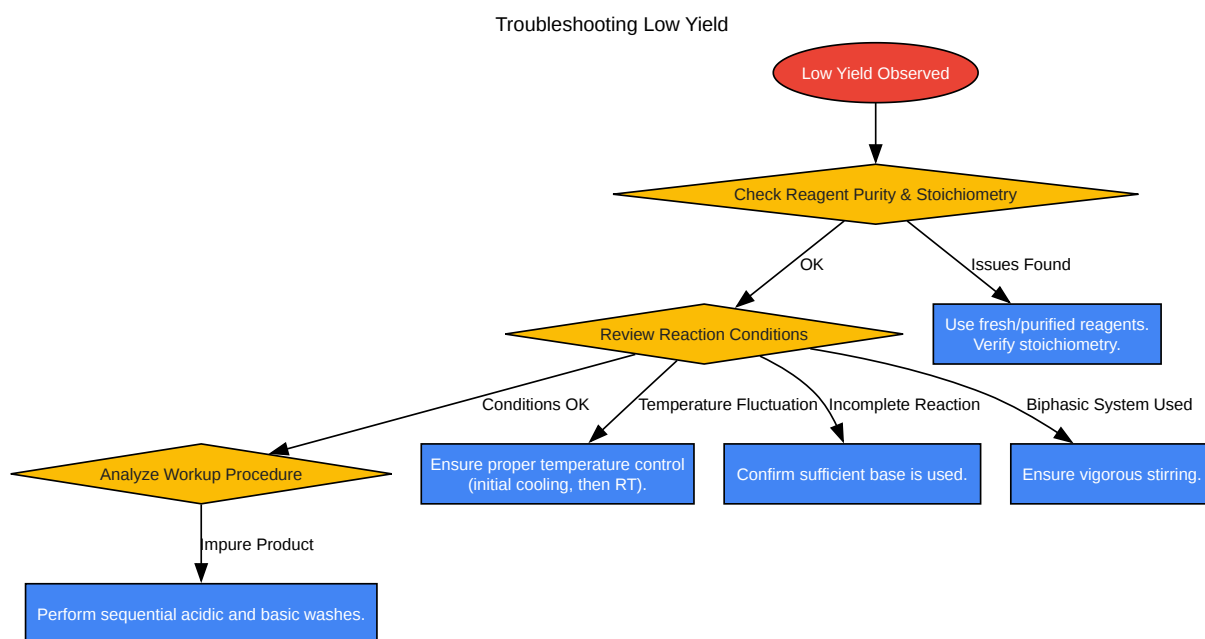 Troubleshooting Low Yield
Low Yield Observed
Check Reagent Purity & Stoichiometry
OK
Issues Found
Review Reaction Conditions
Use fresh/purified reagents.
Verify stoichiometry.
Conditions OK
Temperature Fluctuation
Incomplete Reaction
Biphasic System Used
Analyze Workup Procedure
Ensure proper temperature control
(initial cooling, then RT).
Confirm sufficient base is used.
Ensure vigorous stirring.
Impure Product
Perform sequential acidic and basic washes.